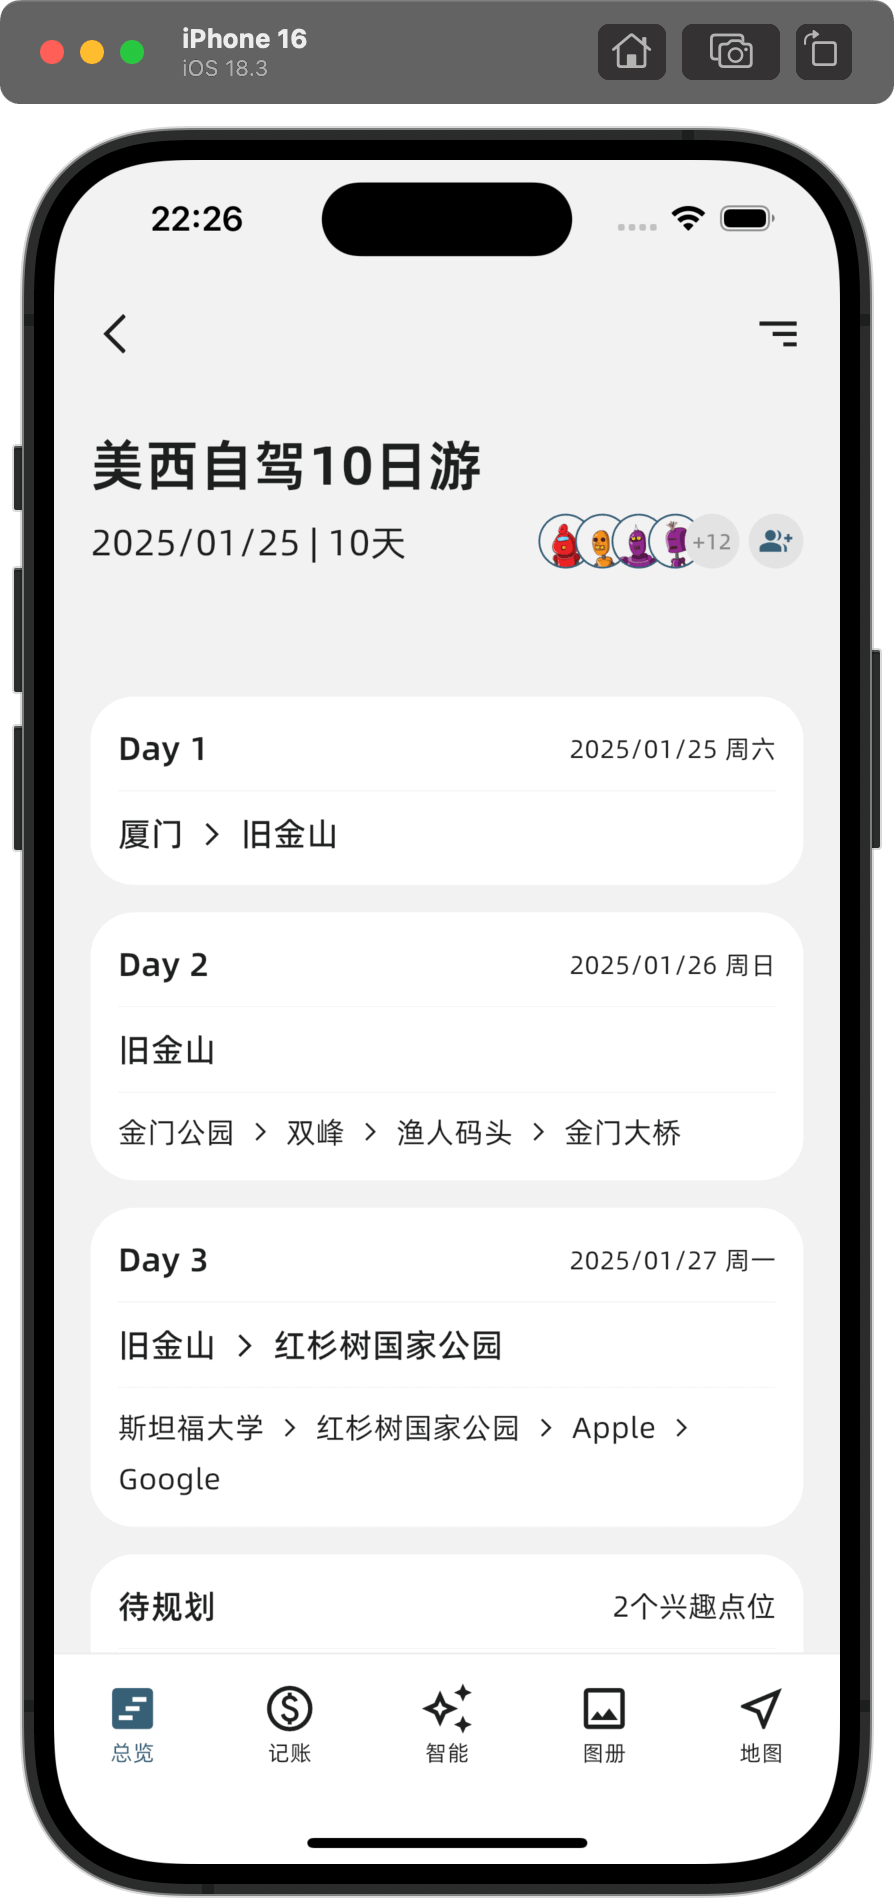 iPhone 16
iOS 18.3
22:26
美西自驾10日游
2025/01/25 | 10天
+12
Day 1
2025/01/25 周六
厦门 > 旧金山
Day 2
2025/01/26 周日
旧金山
金门公园 > 双峰 > 渔人码头 > 金门大桥
Day 3
2025/01/27 周一
旧金山 > 红杉树国家公园
斯坦福大学 > 红杉树国家公园 > Apple >
Google
待规划
2个兴趣点位
总览
记账
智能
图册
地图